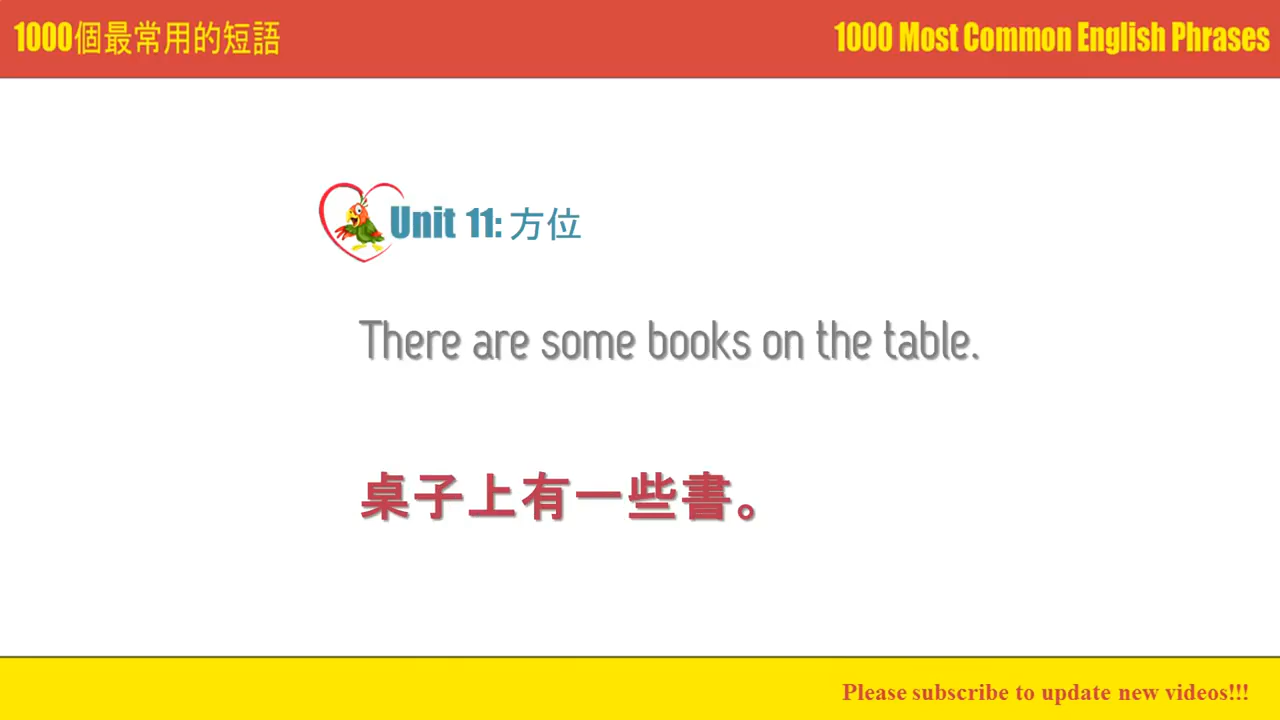 1000個最常用的短語
1000 Most Common English Phrases
Unit 11: 方位
There are some books on the table.
桌子上有一些書。
Please subscribe to update new videos!!!